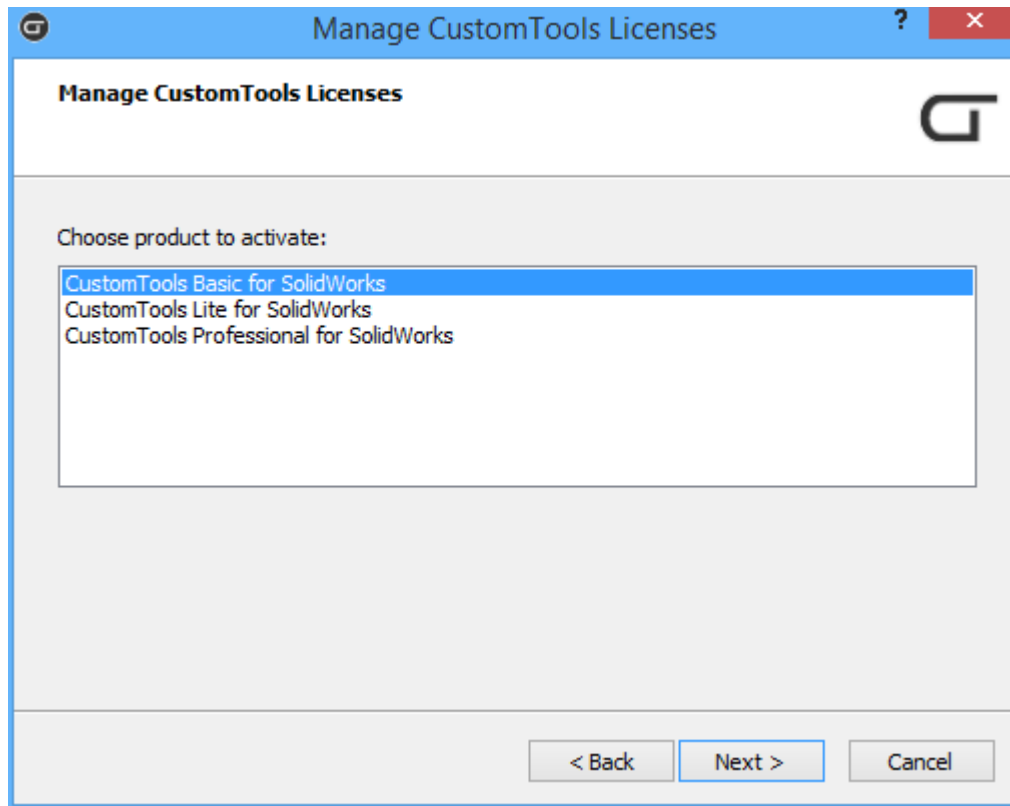 Manage CustomTools Licenses
?
Manage CustomTools Licenses
Choose product to activate:
CustomTools Basic for SolidWorks
CustomTools Lite for SolidWorks
CustomTools Professional for SolidWorks
< Back Next > Cancel